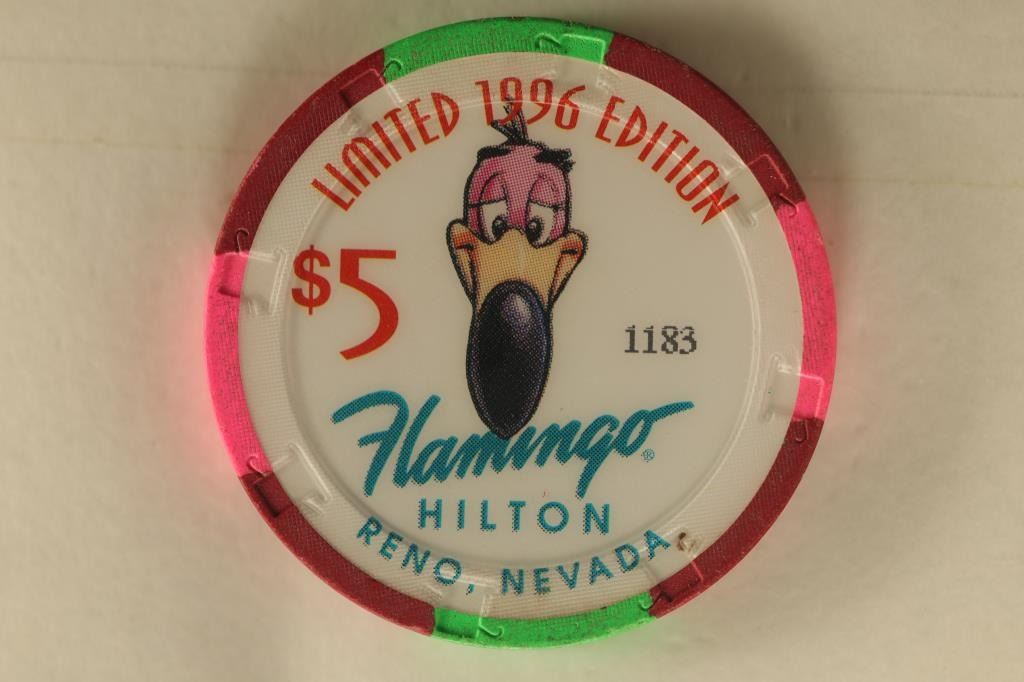 LIMITED 1996 EDITION
$5
1183
Flamingo®
HILTON
RENO, NEVADA